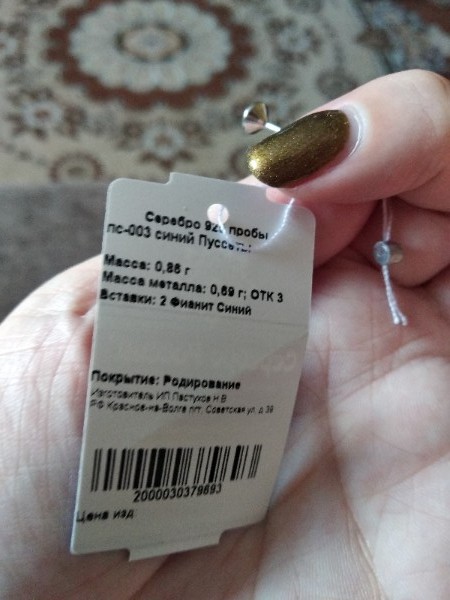 Серебро 925 пробы
пс-003 синий Пуссеты
Масса: 0,86 г
Масса металла: 0,69 г; ОТК 3
Вставки: 2 Фианит Синий
Покрытие: Родирование
Изготовитель ИП Пастухов Н.В
РФ Красное-на-Волге пгт, Советская ул, д. 39
2000030379693
Цена изд